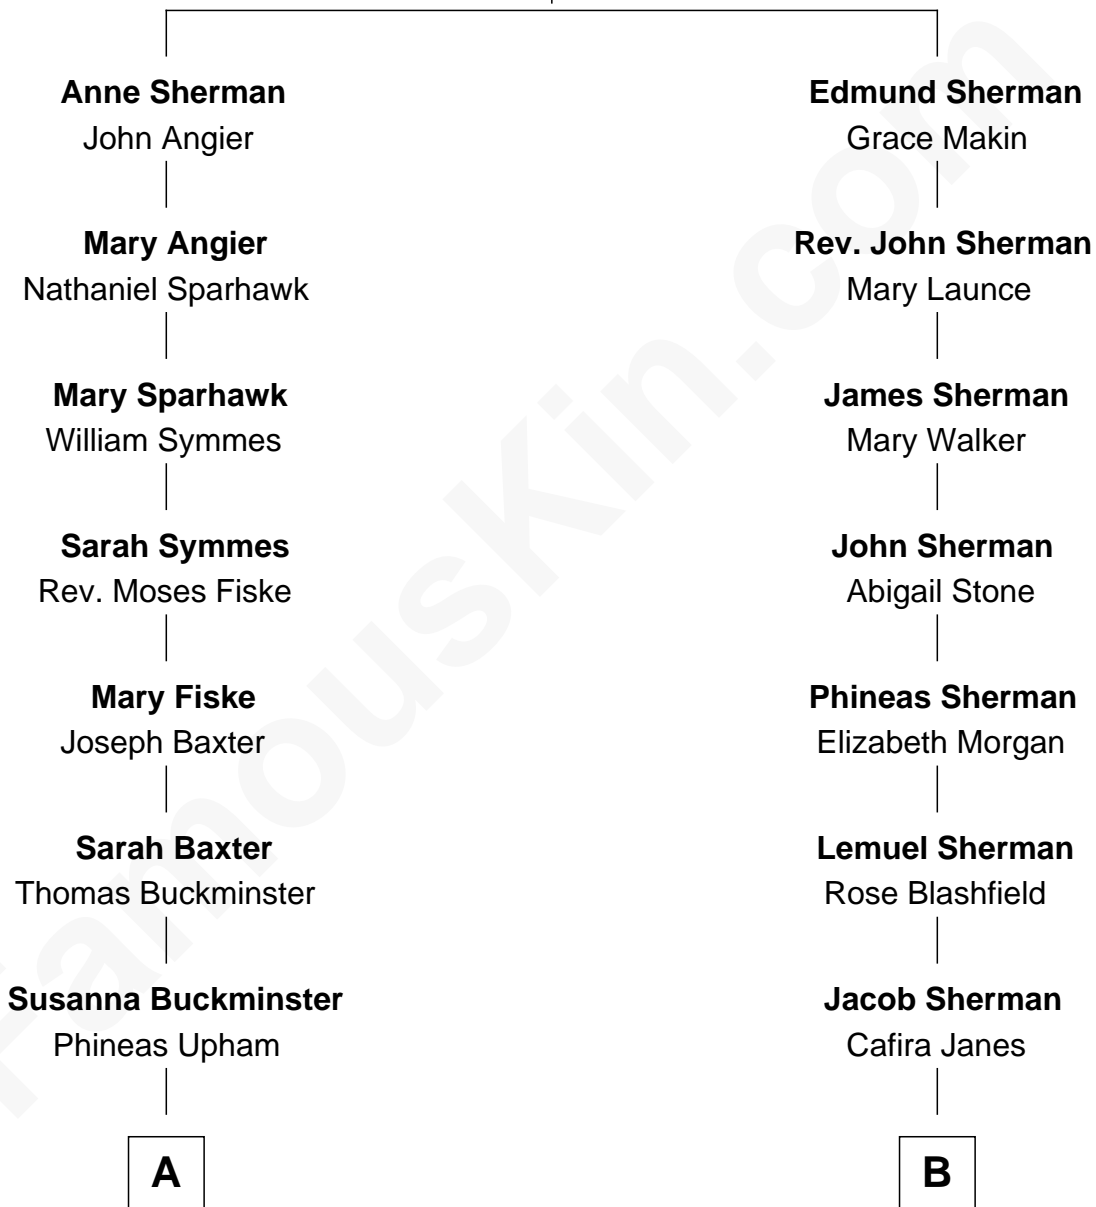 Anne Sherman
John Angier
Mary Angier
Nathaniel Sparhawk
Mary Sparhawk
William Symmes
Sarah Symmes
Rev. Moses Fiske
Mary Fiske
Joseph Baxter
Sarah Baxter
Thomas Buckminster
Susanna Buckminster
Phineas Upham
A
Edmund Sherman
Grace Makin
Rev. John Sherman
Mary Launce
James Sherman
Mary Walker
John Sherman
Abigail Stone
Phineas Sherman
Elizabeth Morgan
Lemuel Sherman
Rose Blashfield
Jacob Sherman
Cafira Janes
B
FamousKin.com